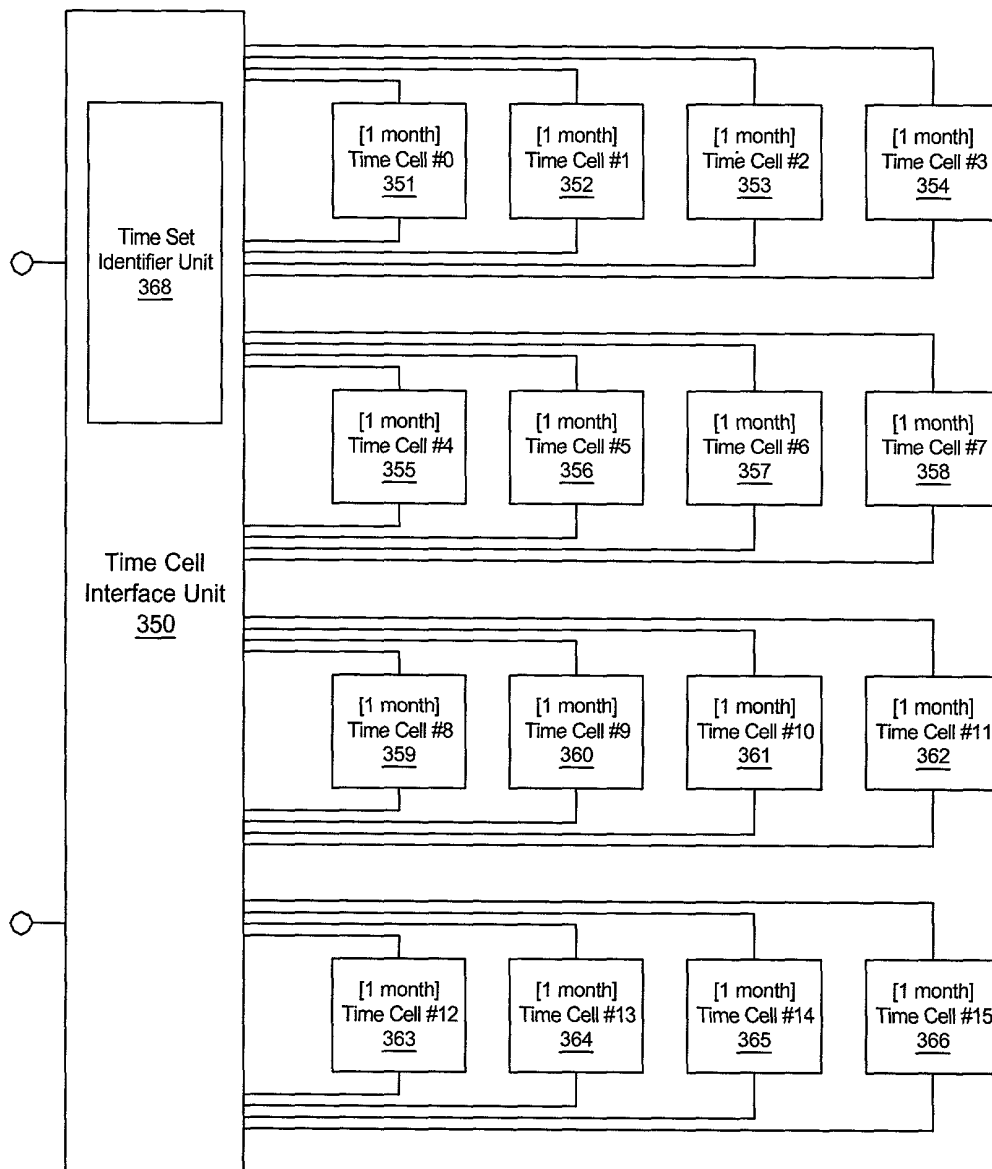 [1 month]
Time Cell #0
351
[1 month]
Time Cell #1
352
[1 month]
Time Cell #2
353
[1 month]
Time Cell #3
354
Time Set
Identifier Unit
368
[1 month]
Time Cell #4
355
[1 month]
Time Cell #5
356
[1 month]
Time Cell #6
357
[1 month]
Time Cell #7
358
Time Cell
Interface Unit
350
[1 month]
Time Cell #8
359
[1 month]
Time Cell #9
360
[1 month]
Time Cell #10
361
[1 month]
Time Cell #11
362
[1 month]
Time Cell #12
363
[1 month]
Time Cell #13
364
[1 month]
Time Cell #14
365
[1 month]
Time Cell #15
366